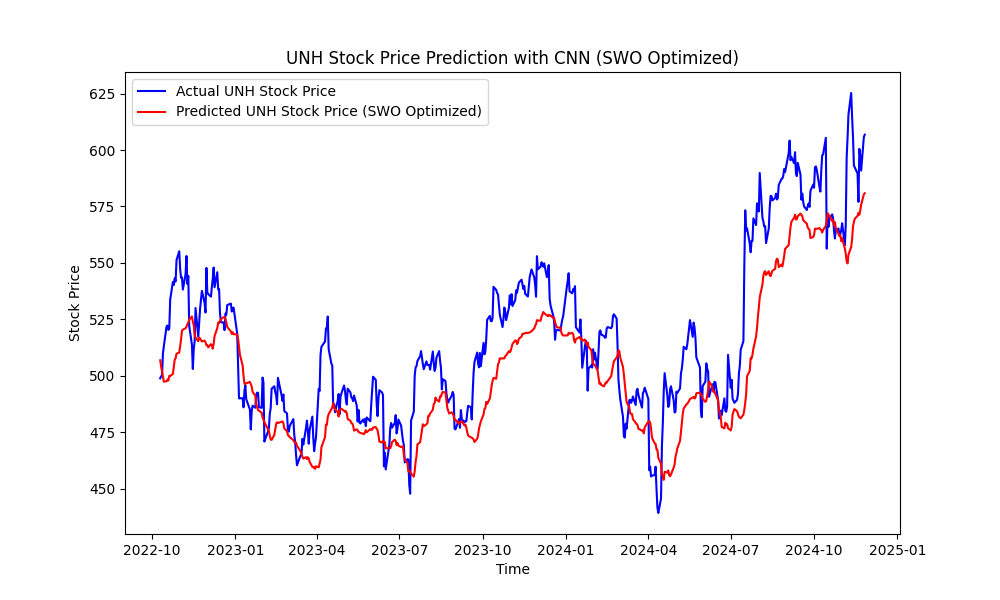 UNH Stock Price Prediction with CNN (SWO Optimized)
Actual UNH Stock Price
Predicted UNH Stock Price (SWO Optimized)
625
600
575
550
525
500
475
450
Stock Price
2022-10 2023-01 2023-04 2023-07 2023-10 2024-01 2024-04 2024-07 2024-10 2025-01
Time